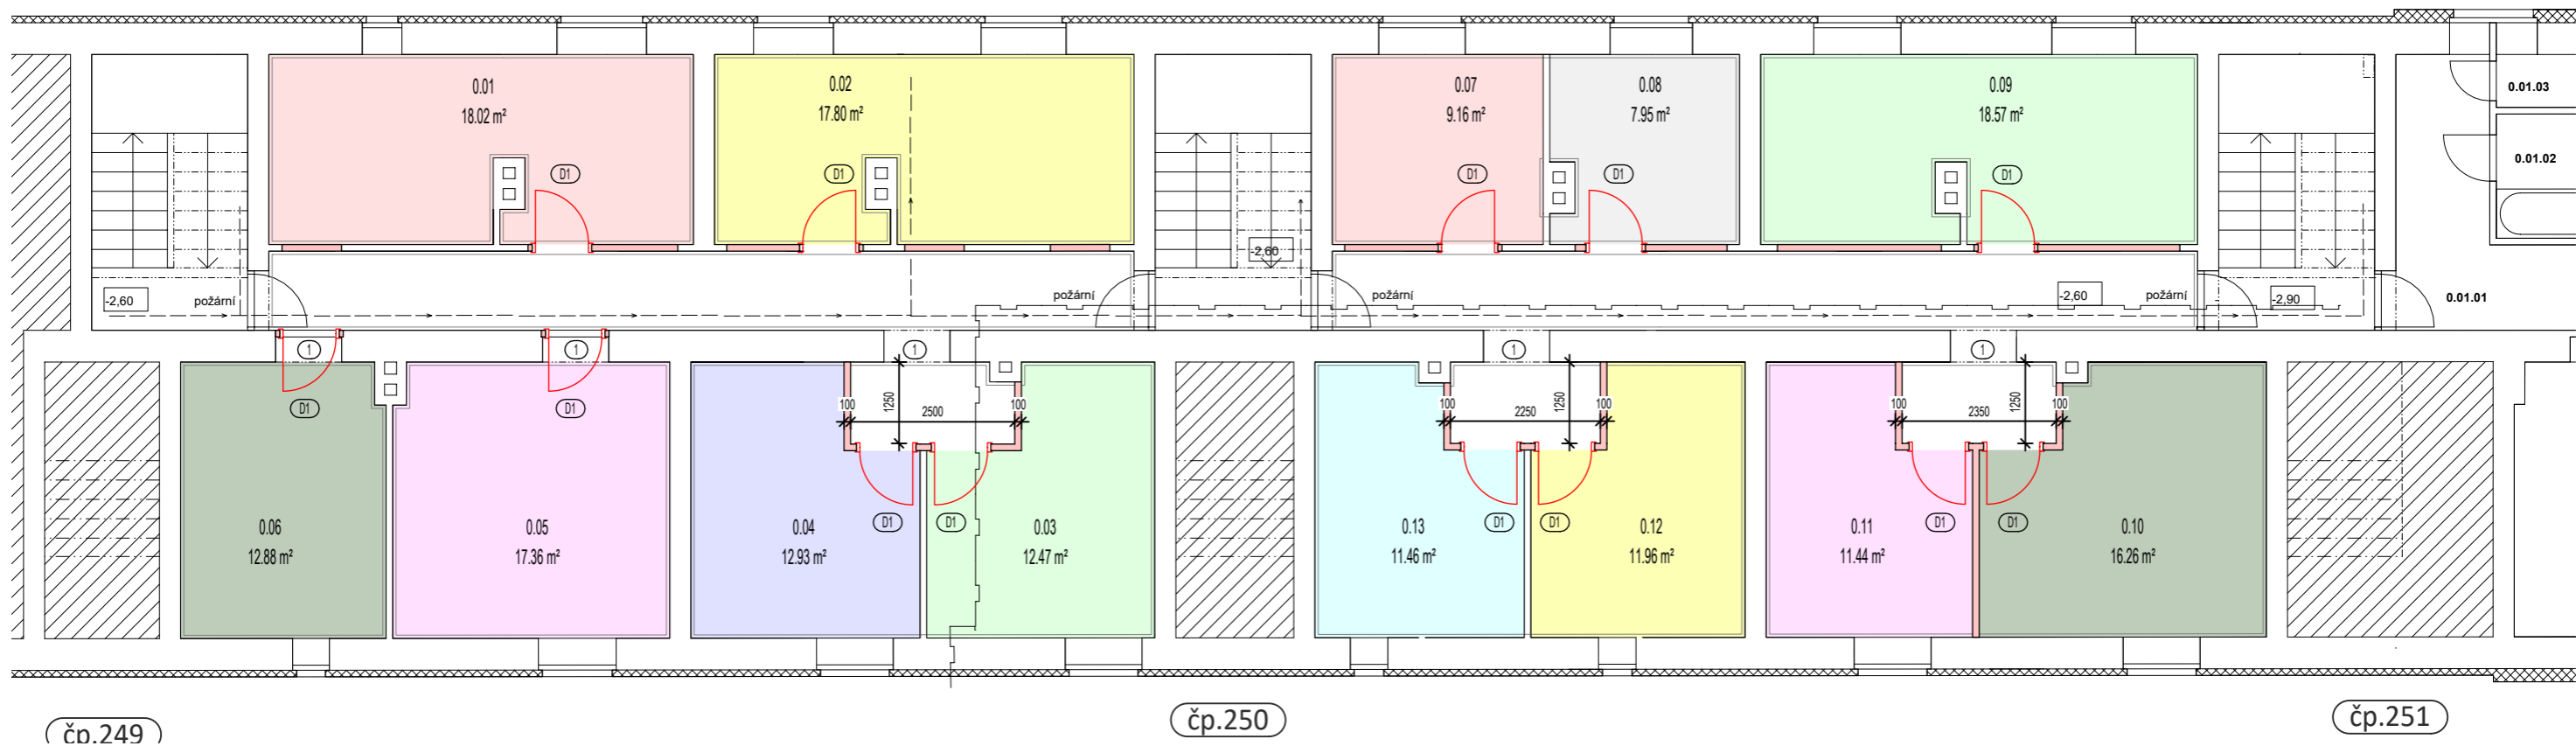 0.01
18.02 m²
D1
0.02
17.80 m²
D1
0.07
9.16 m²
D1
0.08
7.95 m²
D1
0.09
18.57 m²
D1
0.01.03
0.01.02
0.01.01
-2,60
požární
požární
-2,60
požární
-2,60
požární
-2,90
1
1
1
1
1
D1
D1
100
1250
2500
100
100
2250
1250
100
100
2350
1250
100
0.06
12.88 m²
0.05
17.36 m²
0.04
12.93 m²
D1
D1
0.03
12.47 m²
0.13
11.46 m²
D1
D1
0.12
11.96 m²
0.11
11.44 m²
D1
D1
0.10
16.26 m²
čp.249
čp.250
čp.251